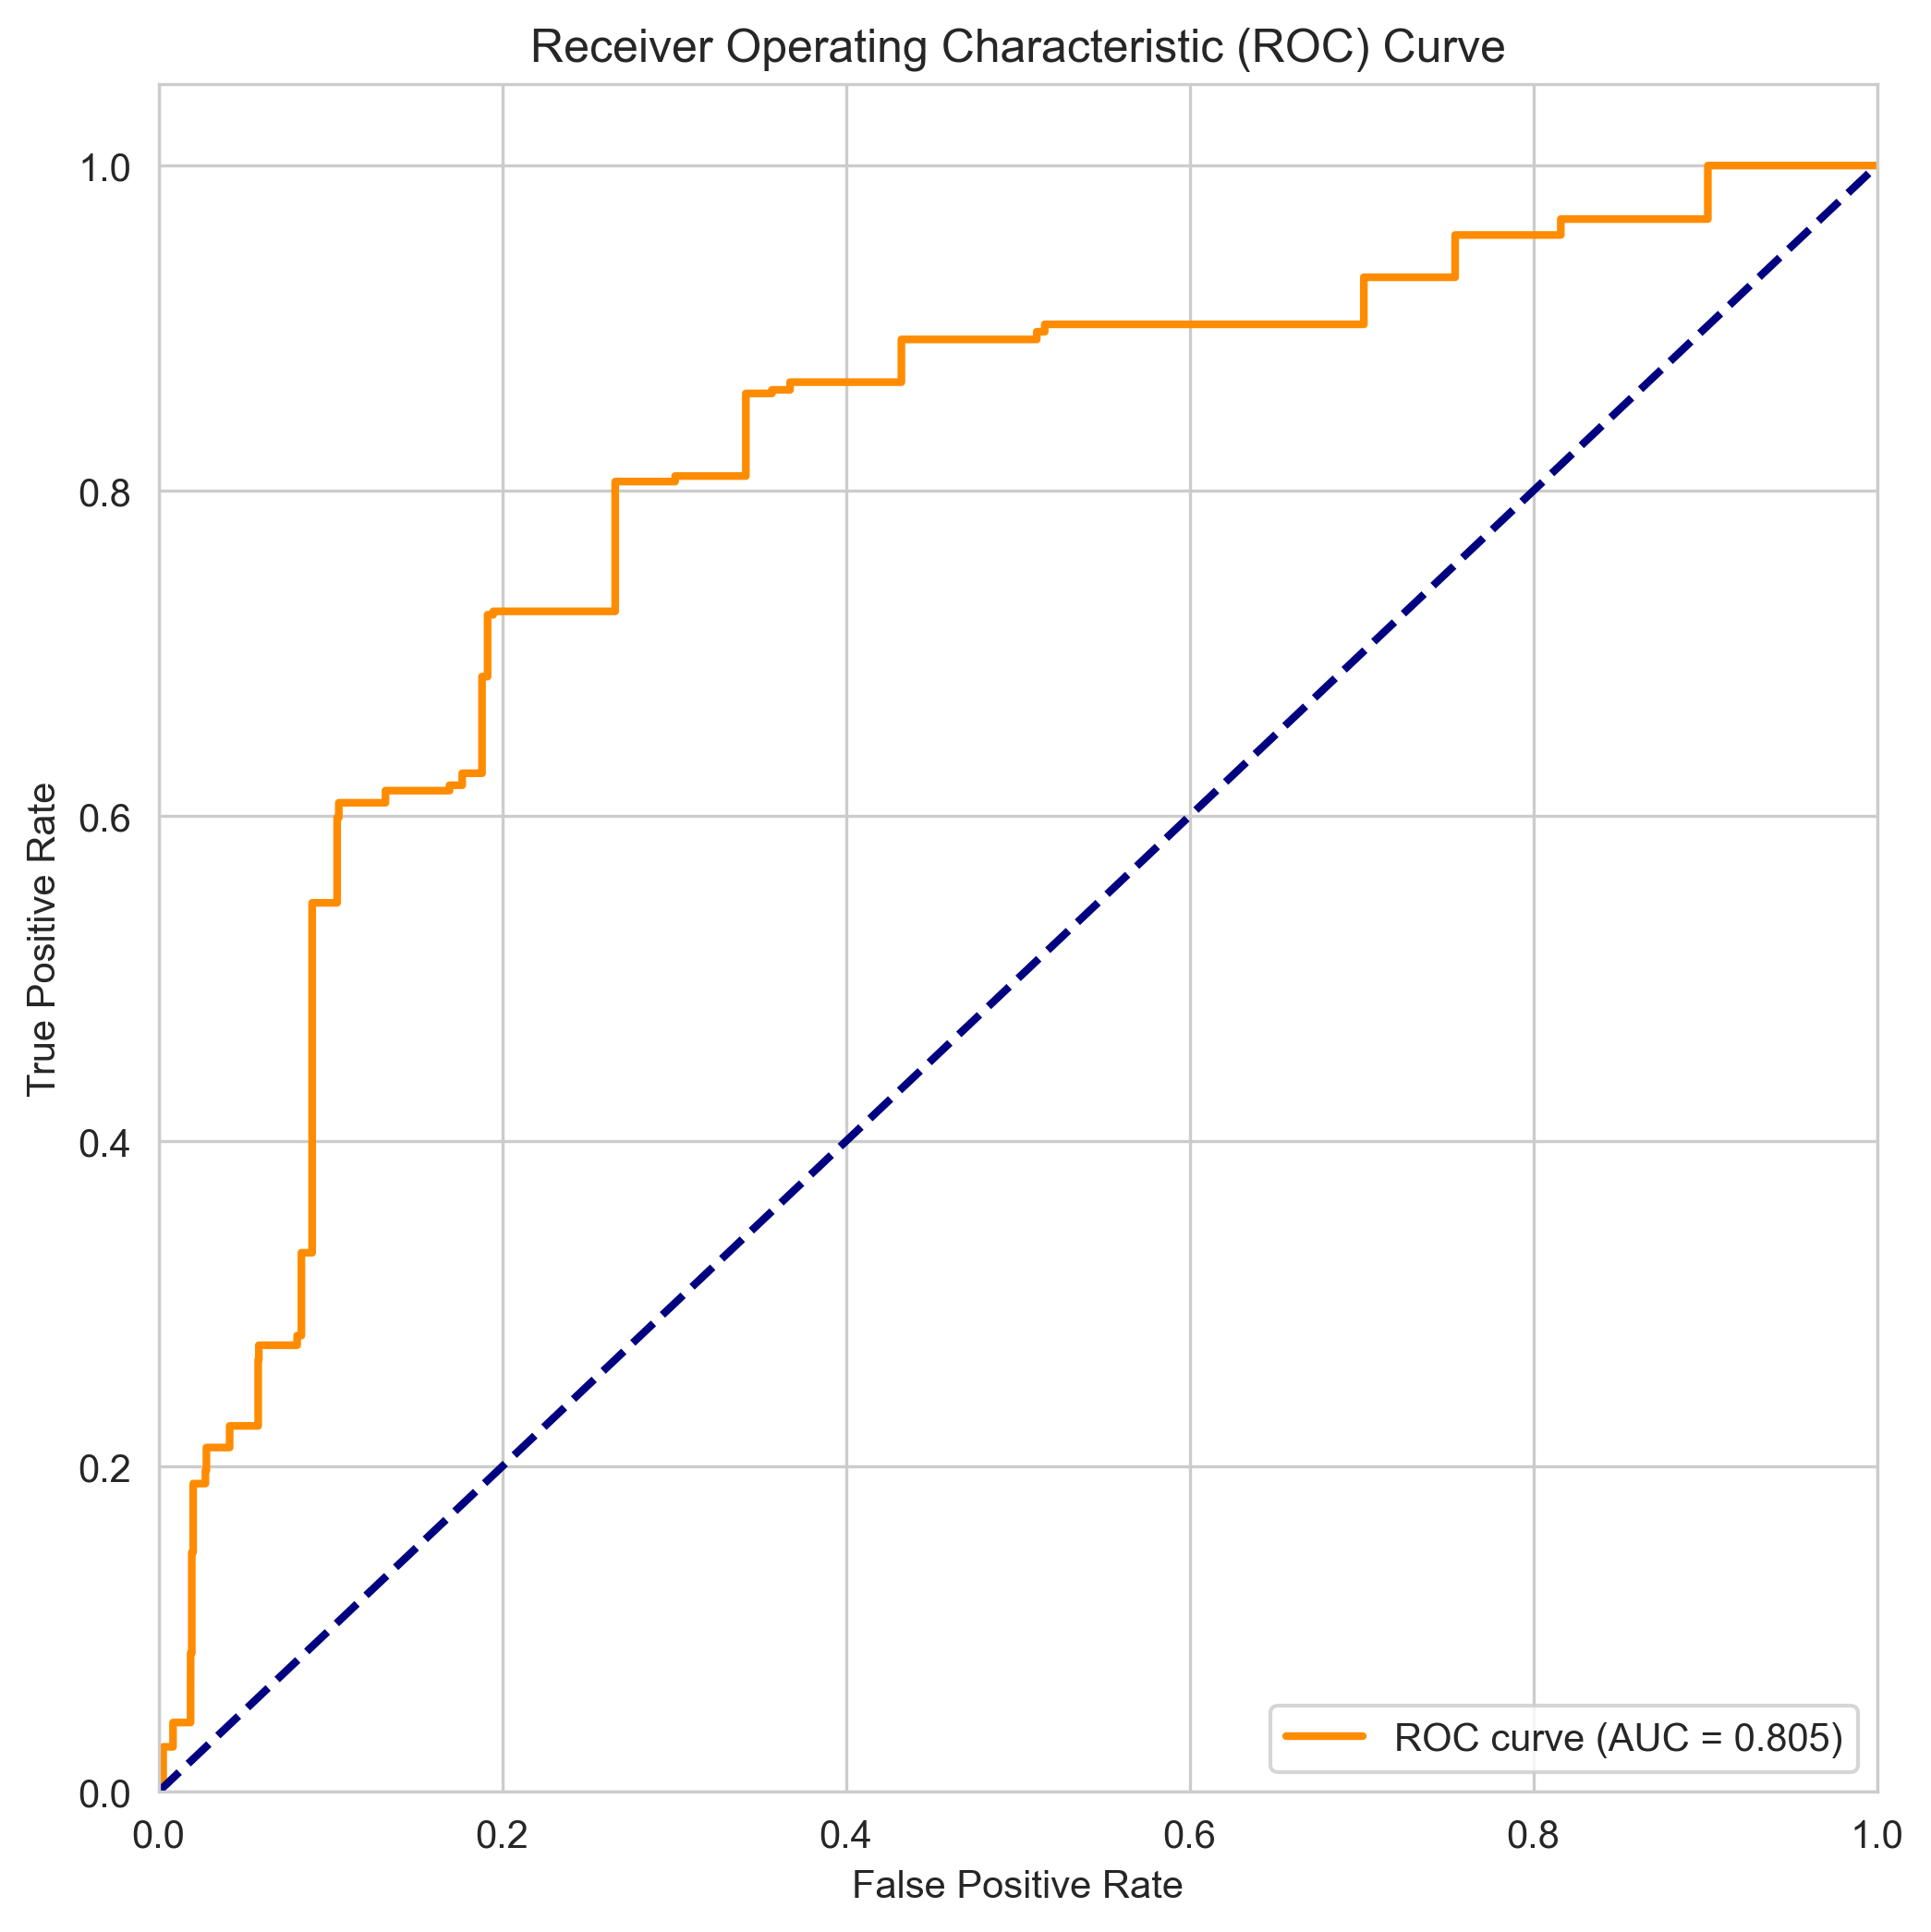 Receiver Operating Characteristic (ROC) Curve
1.0
0.8
0.6
0.4
0.2
0.0
True Positive Rate
ROC curve (AUC = 0.805)
0.0 0.2 0.4 0.6 0.8 1.0
False Positive Rate